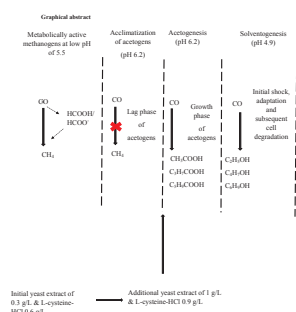 Graphical abstract
Metabolically active
methanogens at low pH
of 5.5
Acclimatization
of acetogens
(pH 6.2)
Acetogenesis
(pH 6.2)
Solventogenesis
(pH 4.9)
GO
HCOOH/
HCOO⁻
CH₄
CO
Lag phase
of
acetogens
CH₄
CO
Growth
phase
of
acetogens
CH₃COOH
C₃H₇COOH
C₅H₉COOH
CO
Initial shock,
adaptation
and
subsequent
cell
degradation
C₂H₅OH
C₄H₉OH
C₆H₉OH
Initial yeast extract of
0.3 g/L & L-cysteine-
HCl 0.6 g/L
Additional yeast extract of 1 g/L
& L-cysteine-HCl 0.9 g/L